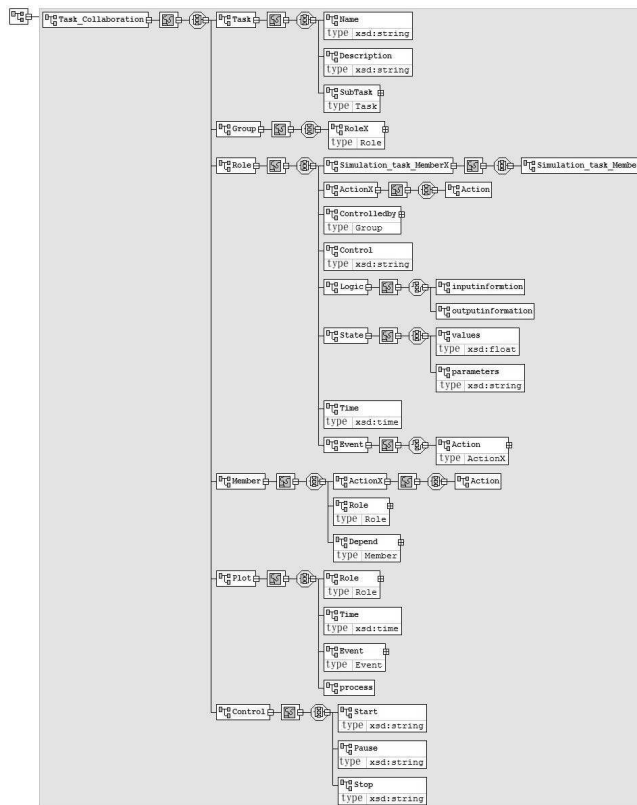 Task_Collaboration
Task
Name
type xsd:string
Description
type xsd:string
SubTask
type Task
Group
RoleX
type Role
Role
Simulation_task_MemberX
Simulation_task_Membe
ActionX
Action
Controlledby
type Group
Control
type xsd:string
Logic
inputinformtion
outputinformation
State
values
type xsd:float
parameters
type xsd:string
Time
type xsd:time
Event
Action
type ActionX
Member
ActionX
Action
Role
type Role
Depend
type Member
Plot
Role
type Role
Time
type xsd:time
Event
type Event
process
Control
Start
type xsd:string
Pause
type xsd:string
Stop
type xsd:string